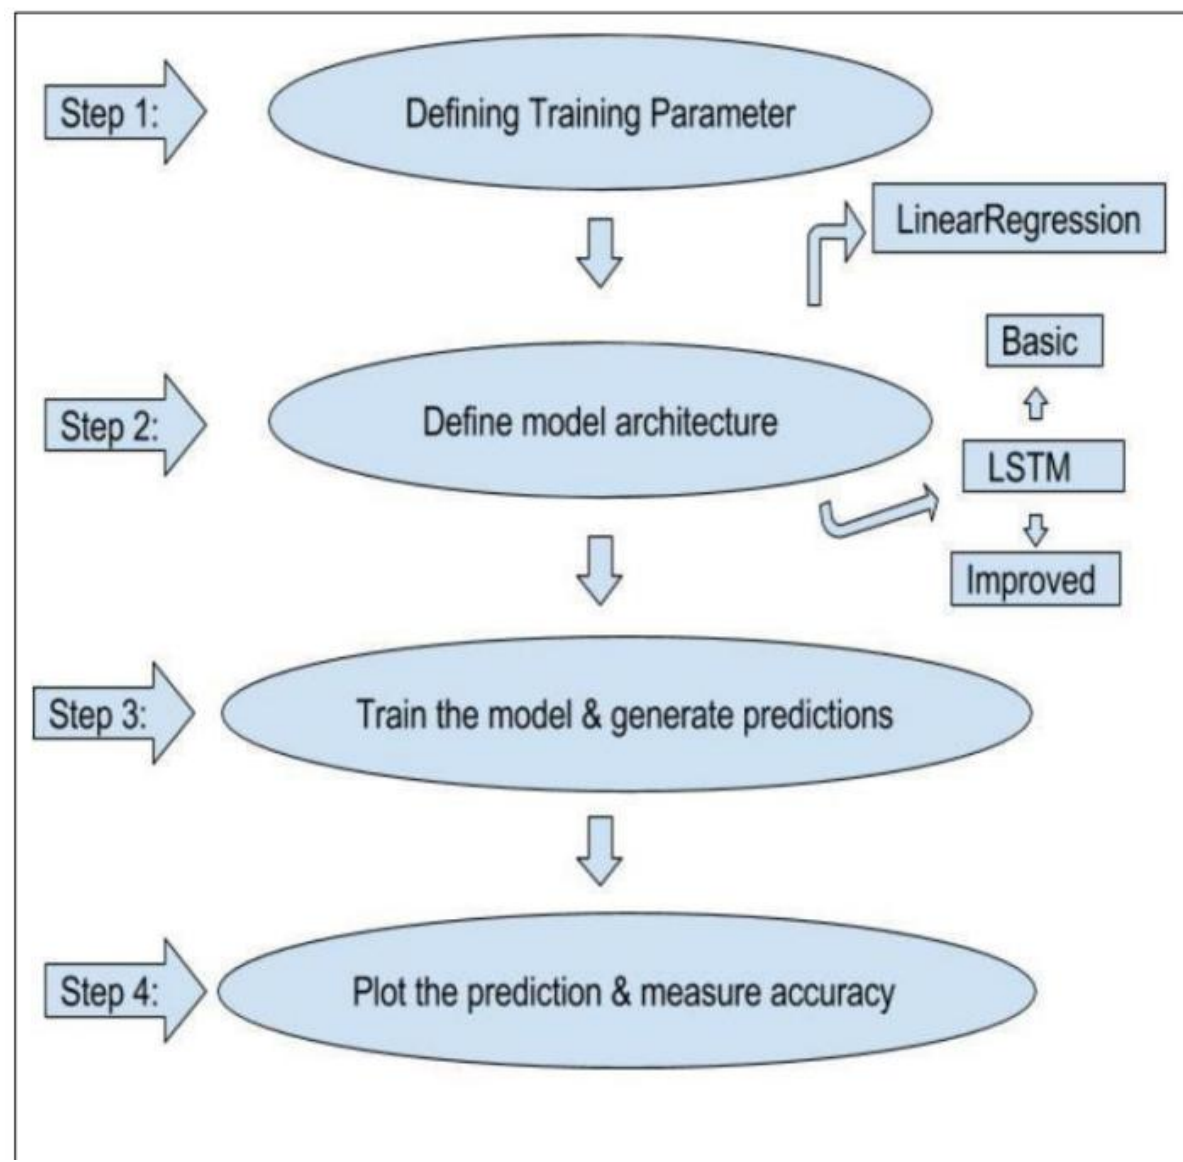 Step 1:
Defining Training Parameter
LinearRegression
Basic
Step 2:
Define model architecture
LSTM
Improved
Step 3:
Train the model & generate predictions
Step 4:
Plot the prediction & measure accuracy